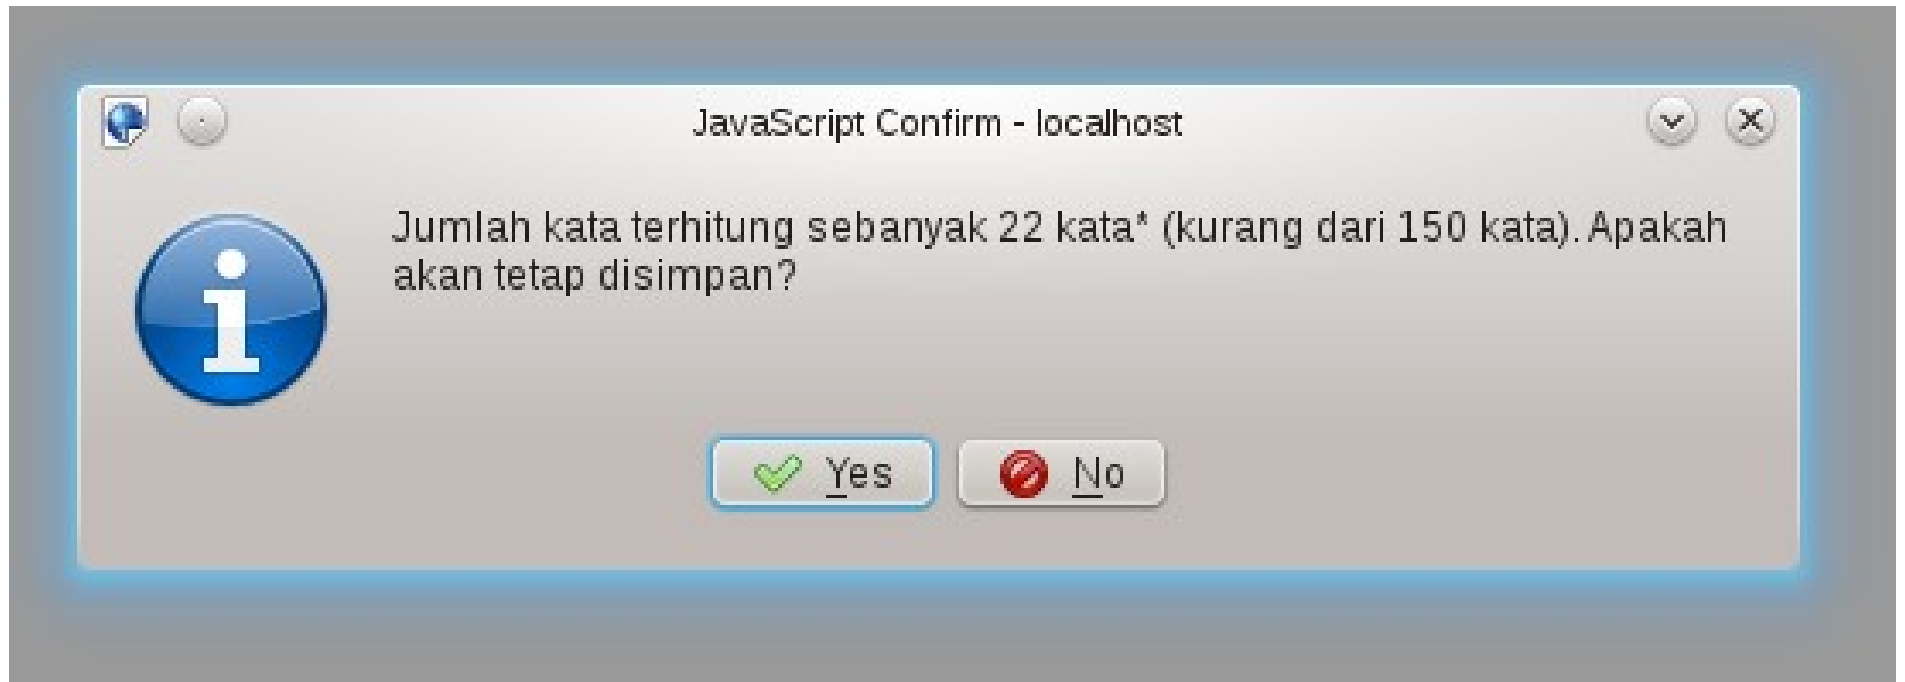 JavaScript Confirm - localhost
Jumlah kata terhitung sebanyak 22 kata* (kurang dari 150 kata). Apakah
akan tetap disimpan?
Yes No